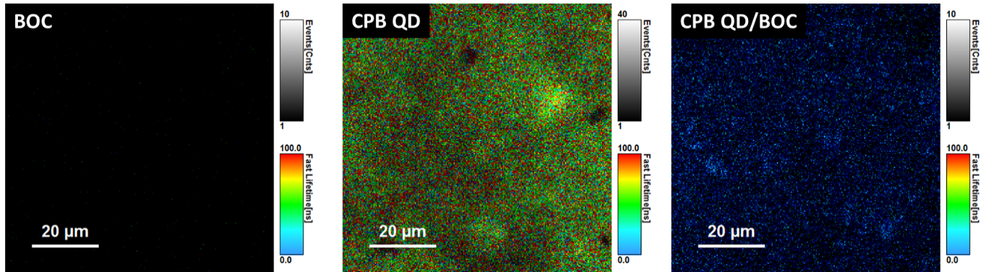 BOC
10
Events[Cnts]
1
100.0
Fast Lifetime[ns]
0.0
20 µm
CPB QD
40
Events[Cnts]
1
100.0
Fast Lifetime[ns]
0.0
20 µm
CPB QD/BOC
10
Events[Cnts]
1
100.0
Fast Lifetime[ns]
0.0
20 µm